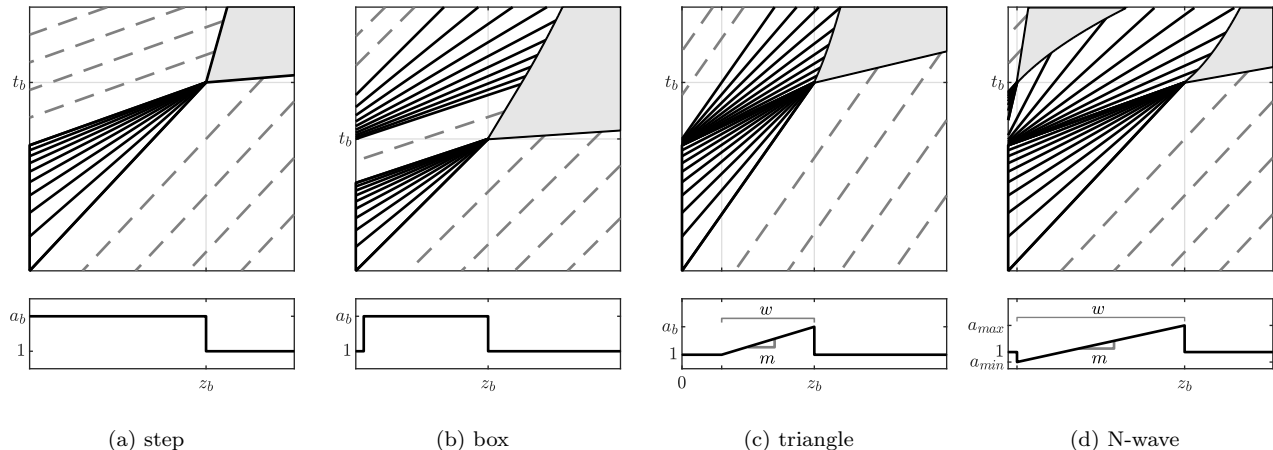 t_b
t_b
t_b
t_b
a_b
1
z_b
a_b
1
z_b
a_b
1
w
m
0
z_b
a_max
1
a_min
w
m
z_b
(a) step
(b) box
(c) triangle
(d) N-wave